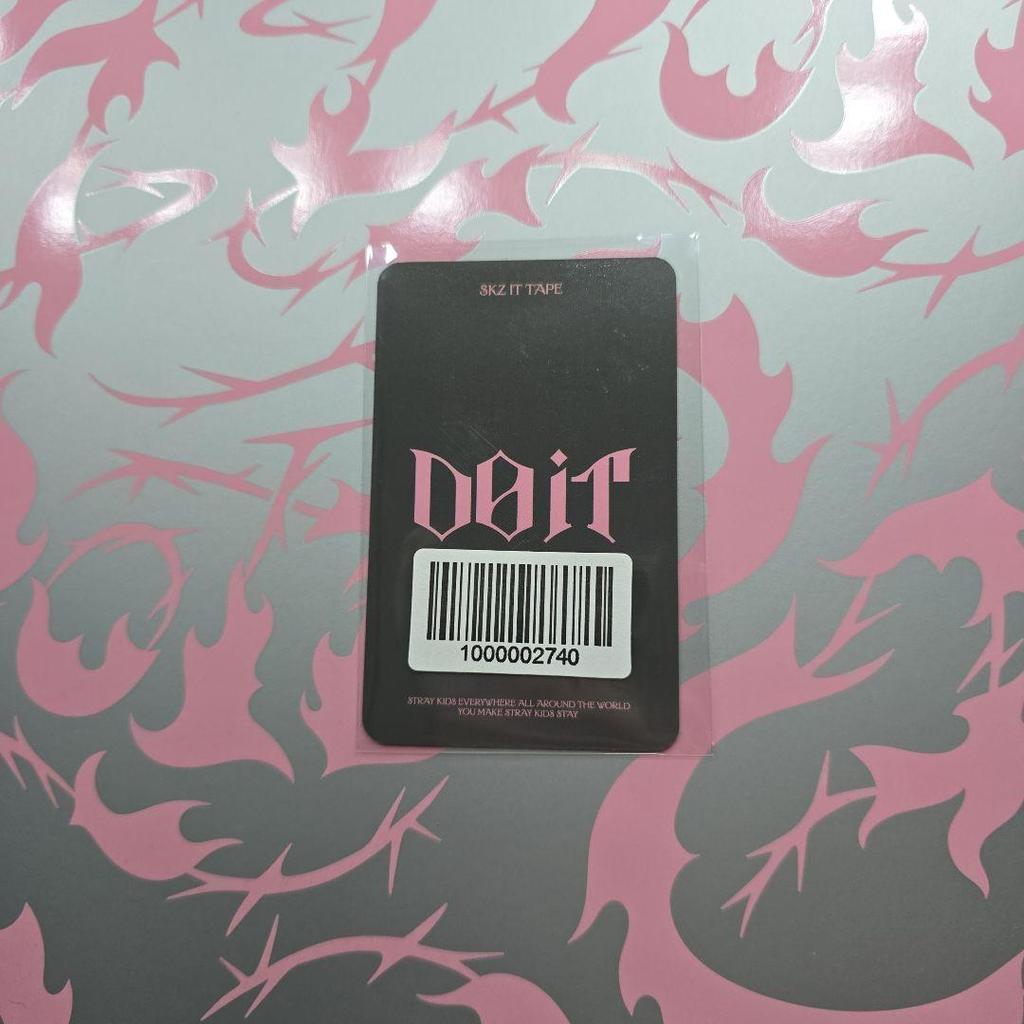 SKZ IT TAPE
DO iT
1000002740
STRAY KIDS EVERYWHERE ALL AROUND THE WORLD
YOU MAKE STRAY KIDS STAY